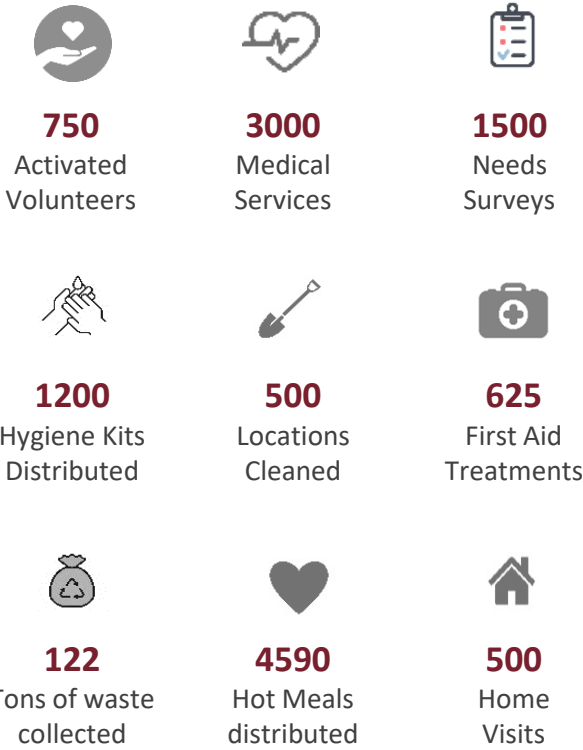 750
Activated
Volunteers
3000
Medical
Services
1500
Needs
Surveys
1200
Hygiene Kits
Distributed
500
Locations
Cleaned
625
First Aid
Treatments
122
Tons of waste
collected
4590
Hot Meals
distributed
500
Home
Visits